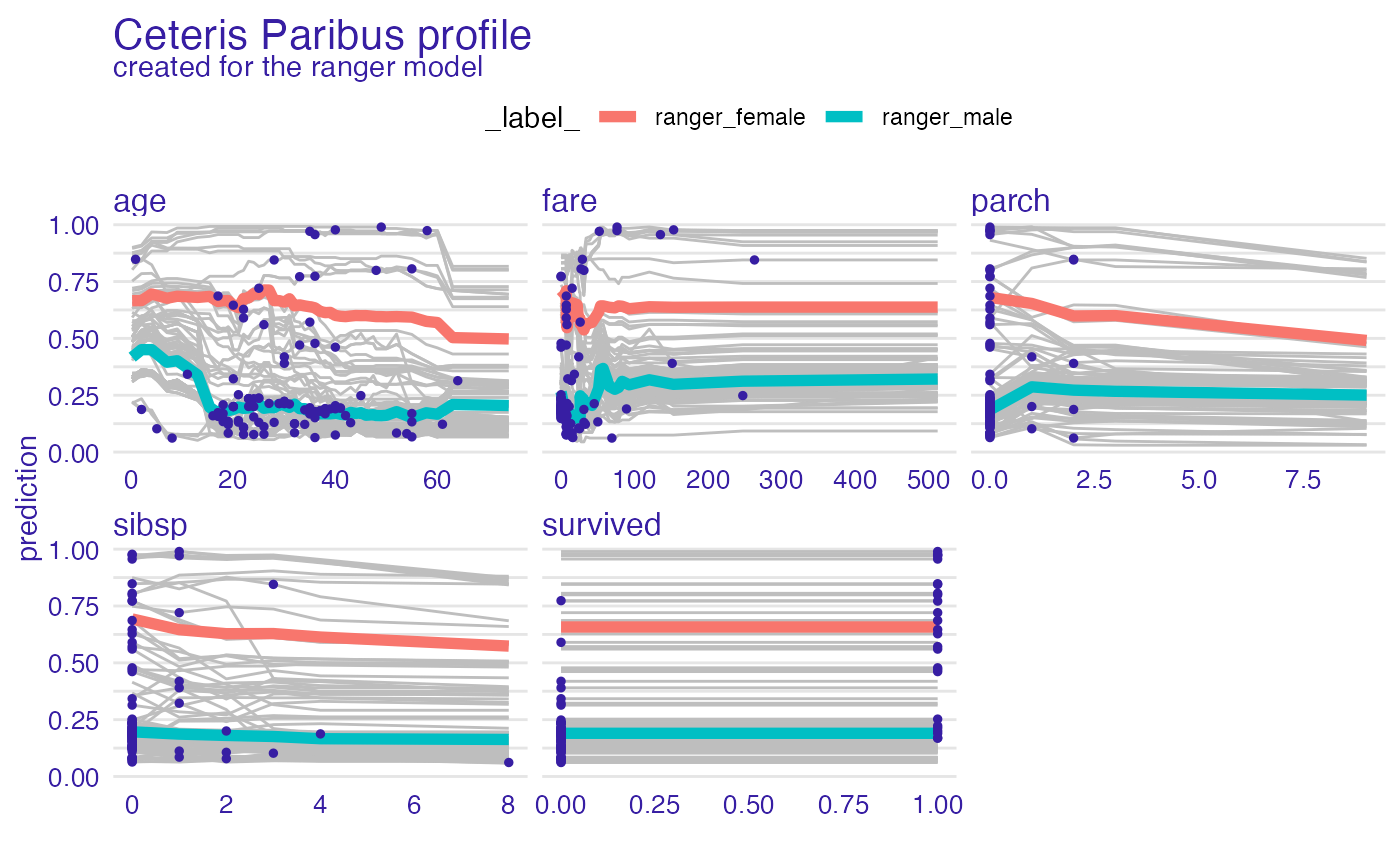 Ceteris Paribus profile
created for the ranger model
_label_ ranger_female ranger_male
age fare parch
1.00
0.75
0.50
0.25
0.00
0 20 40 60 0 100 200 300 400 500 0.0 2.5 5.0 7.5
prediction
sibsp survived
1.00
0.75
0.50
0.25
0.00
0 2 4 6 8 0.00 0.25 0.50 0.75 1.00